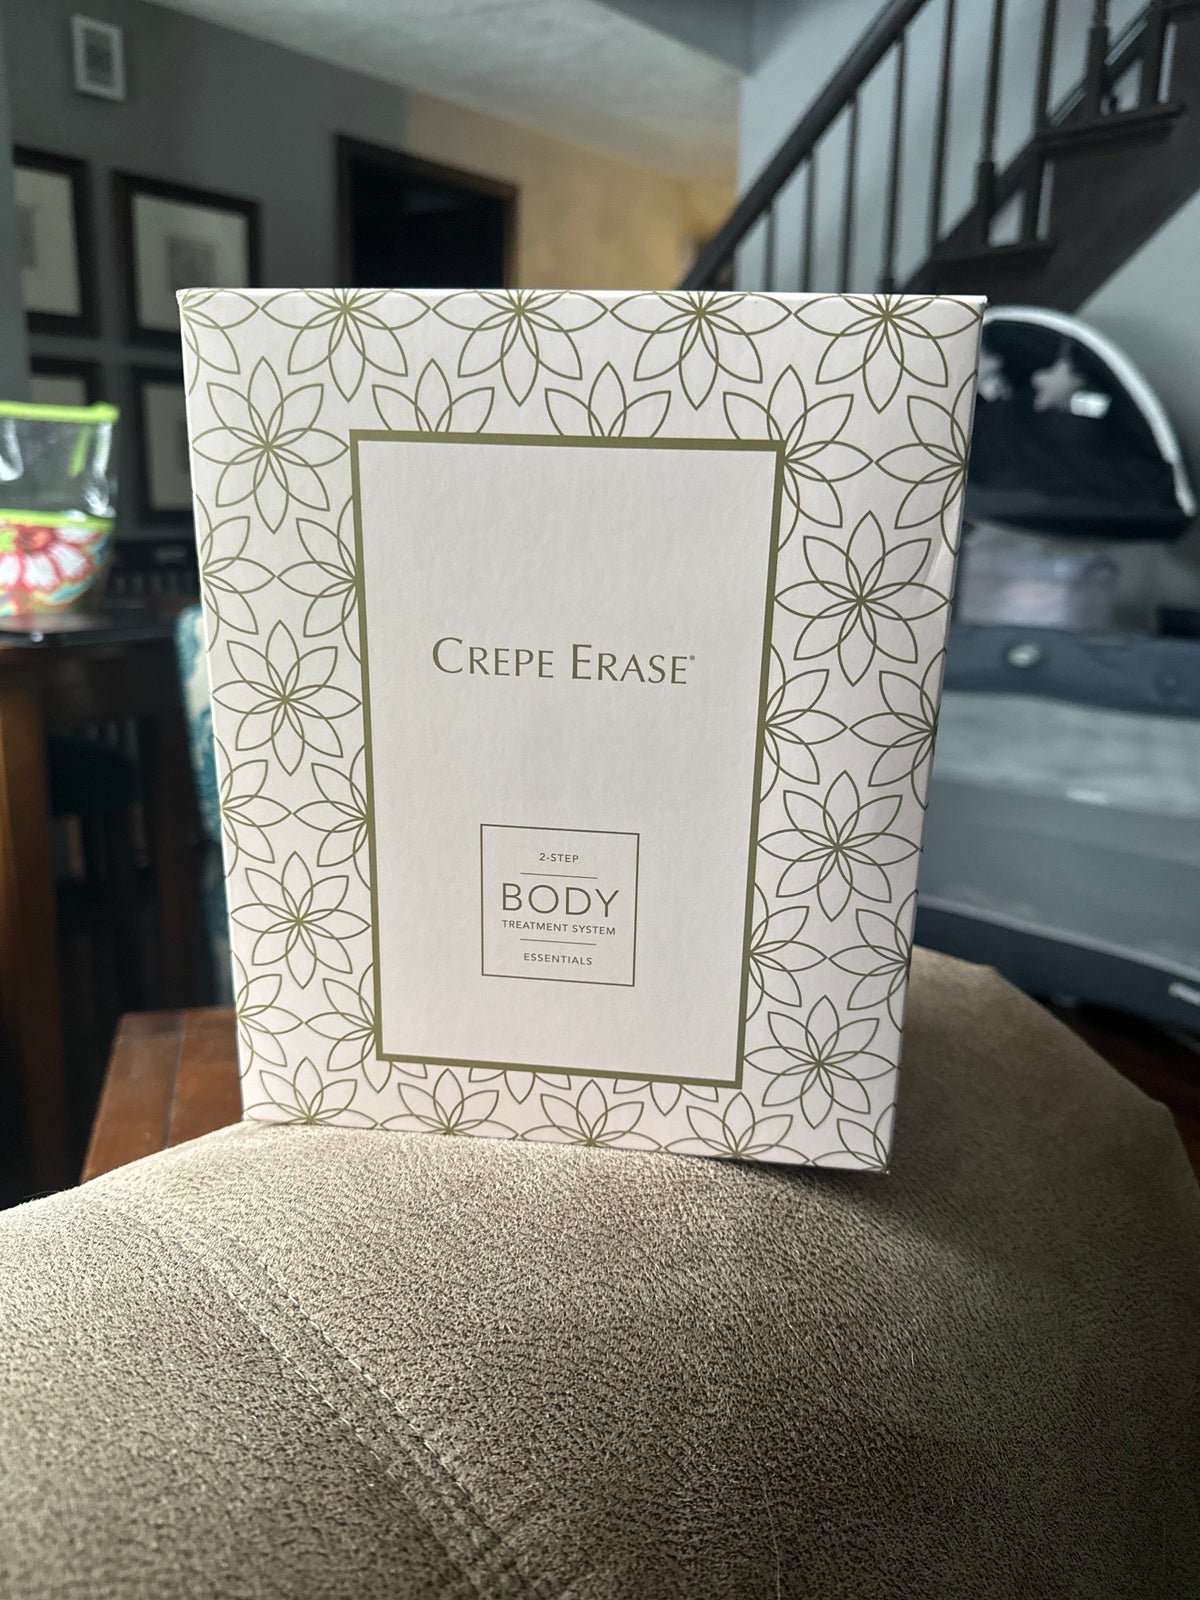 CREPE ERASE®
2-STEP
BODY
TREATMENT SYSTEM
ESSENTIALS